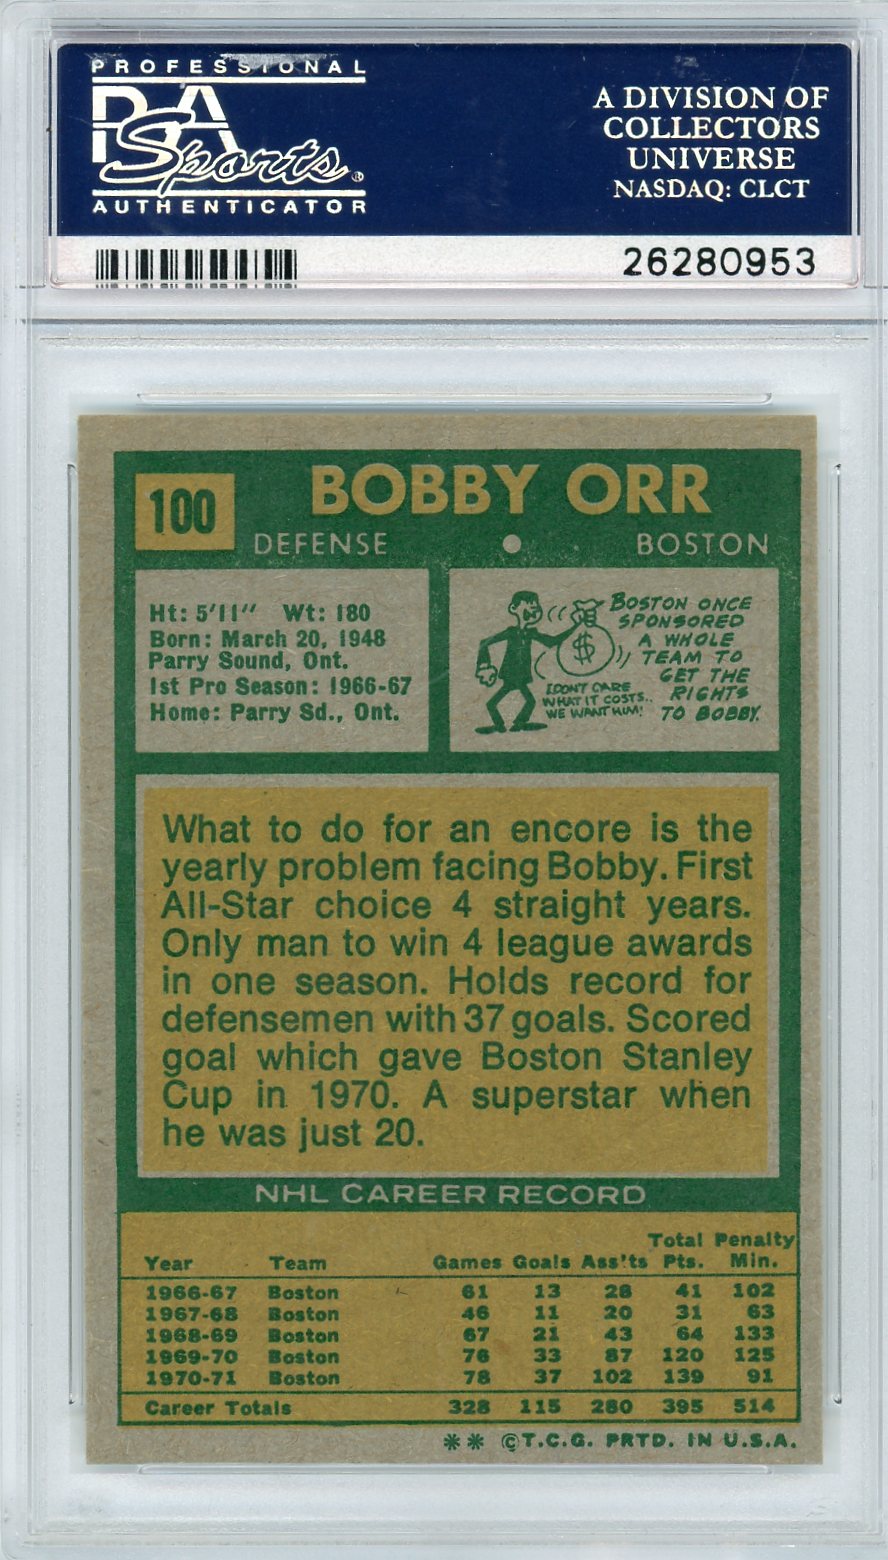 PROFESSIONAL
PSA
Sports®
AUTHENTICATOR
A DIVISION OF
COLLECTORS
UNIVERSE
NASDAQ: CLCT
26280953
100
BOBBY ORR
DEFENSE • BOSTON
Ht: 5'11" Wt: 180
Born: March 20, 1948
Parry Sound, Ont.
1st Pro Season: 1966-67
Home: Parry Sd., Ont.
BOSTON ONCE
SPONSORED
A WHOLE
TEAM TO
GET THE
RIGHTS
TO BOBBY.
$
I DON'T CARE
WHAT IT COSTS..
WE WANT HIM!
What to do for an encore is the
yearly problem facing Bobby. First
All-Star choice 4 straight years.
Only man to win 4 league awards
in one season. Holds record for
defensemen with 37 goals. Scored
goal which gave Boston Stanley
Cup in 1970. A superstar when
he was just 20.
NHL CAREER RECORD
Year Team Games Goals Ass'ts Total Pts. Penalty Min.
1966-67 Boston 61 13 28 41 102
1967-68 Boston 46 11 20 31 63
1968-69 Boston 67 21 43 64 133
1969-70 Boston 76 33 87 120 125
1970-71 Boston 78 37 102 139 91
Career Totals 328 115 280 395 514
** ©T.C.G. PRTD. IN U.S.A.